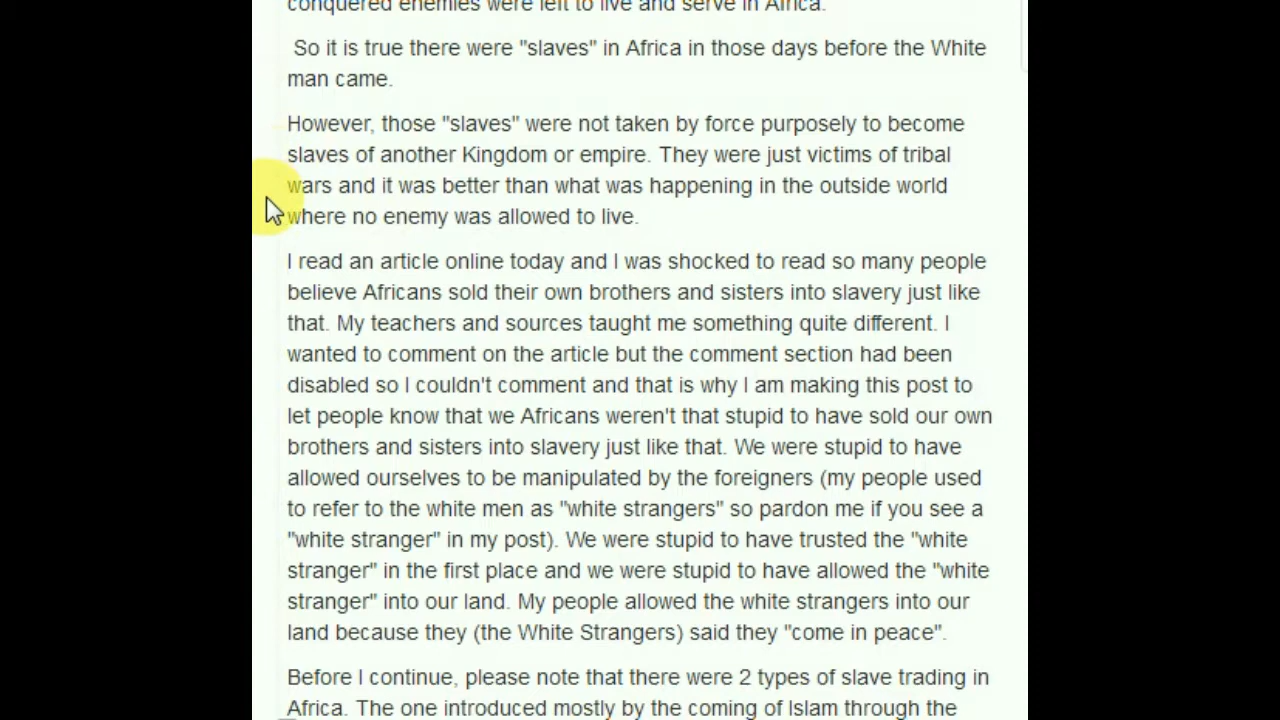 conquered enemies were left to live and serve in Africa.
So it is true there were "slaves" in Africa in those days before the White
man came.
However, those "slaves" were not taken by force purposely to become
slaves of another Kingdom or empire. They were just victims of tribal
wars and it was better than what was happening in the outside world
where no enemy was allowed to live.
I read an article online today and I was shocked to read so many people
believe Africans sold their own brothers and sisters into slavery just like
that. My teachers and sources taught me something quite different. I
wanted to comment on the article but the comment section had been
disabled so I couldn't comment and that is why I am making this post to
let people know that we Africans weren't that stupid to have sold our own
brothers and sisters into slavery just like that. We were stupid to have
allowed ourselves to be manipulated by the foreigners (my people used
to refer to the white men as "white strangers" so pardon me if you see a
"white stranger" in my post). We were stupid to have trusted the "white
stranger" in the first place and we were stupid to have allowed the "white
stranger" into our land. My people allowed the white strangers into our
land because they (the White Strangers) said they "come in peace".
Before I continue, please note that there were 2 types of slave trading in
Africa. The one introduced mostly by the coming of Islam through the